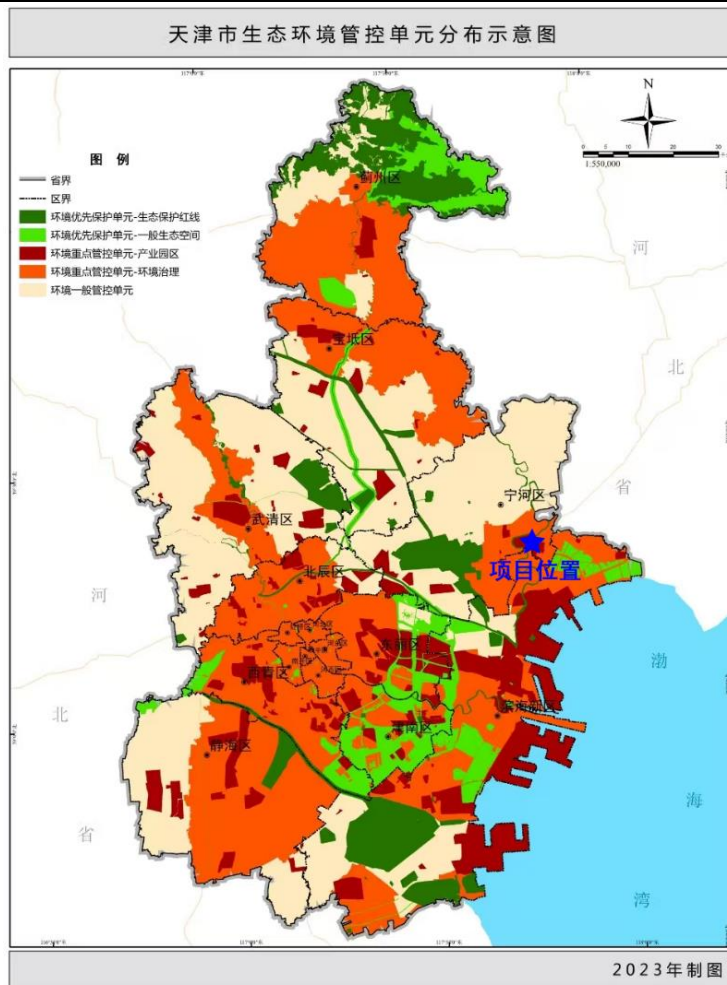 天津市生态环境管控单元分布示意图
N
0 5 10 20 30
1:550,000
图 例
省界
区界
环境优先保护单元-生态保护红线
环境优先保护单元-一般生态空间
环境重点管控单元-产业园区
环境重点管控单元-环境治理
环境一般管控单元
蓟州区
河
宝坻区
北
宁河区
省
武清区
项目位置
北辰区
河
东丽区
渤
西青区
滨海新区
北
津南区
静海区
海
省
湾
2023年制图